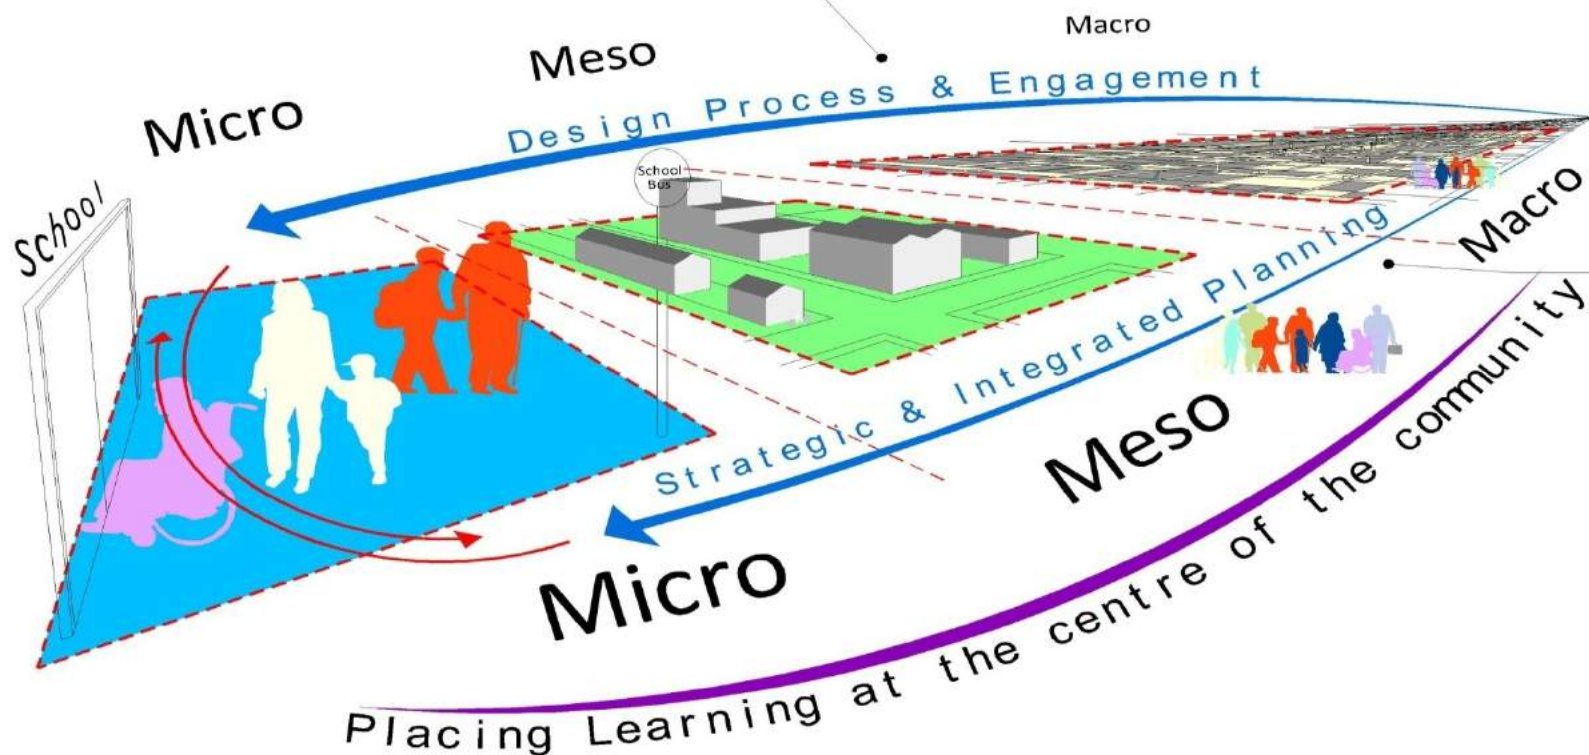 Macro
Meso
Micro
Design Process & Engagement
School
School
Bus
Macro
Strategic & Integrated Planning
Meso
Micro
Placing Learning at the centre of the community